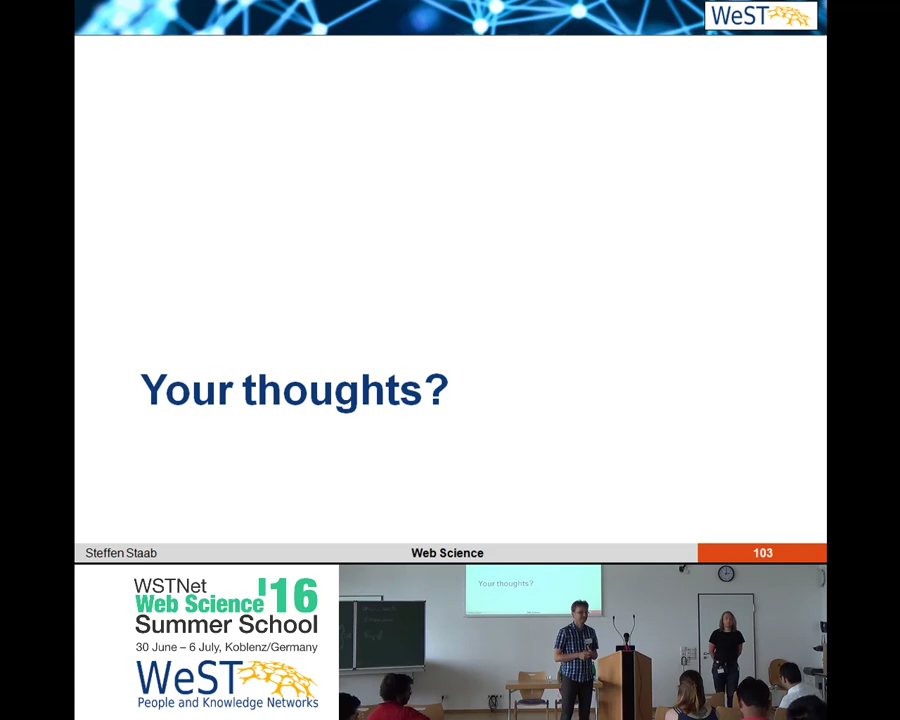 WeST
Your thoughts?
Steffen Staab
Web Science
103
WSTNet
Web Science '16
Summer School
30 June – 6 July, Koblenz/Germany
WeST
People and Knowledge Networks
Your thoughts?